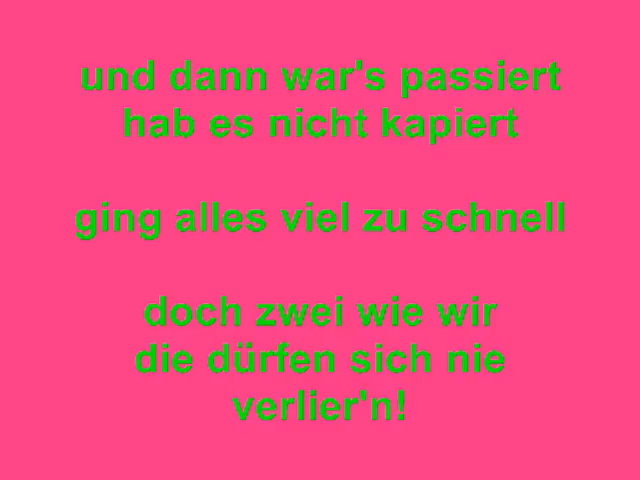 und dann war's passiert
hab es nicht kapiert
ging alles viel zu schnell
doch zwei wie wir
die dürfen sich nie
verlier'n!